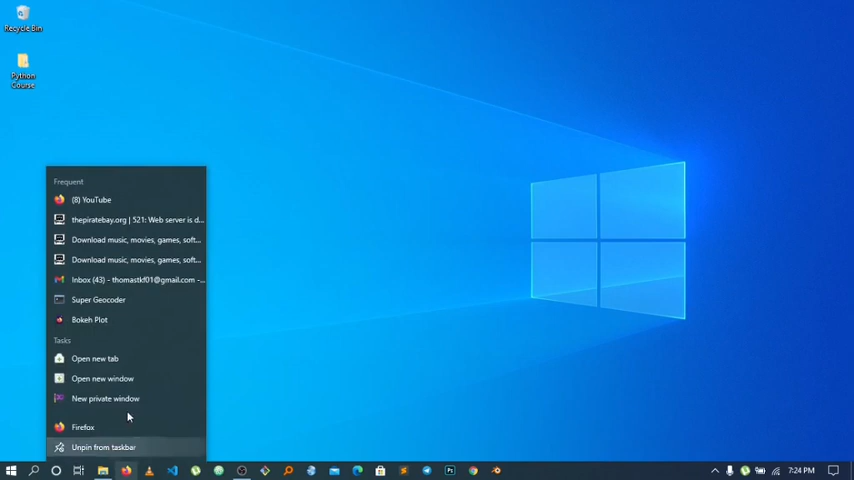 Recycle Bin
Python
Course
Frequent
(8) YouTube
thepiratebay.org | 521: Web server is d...
Download music, movies, games, soft...
Download music, movies, games, soft...
Inbox (43) - thomastkf01@gmail.com -...
Super Geocoder
Bokeh Plot
Tasks
Open new tab
Open new window
New private window
Firefox
Unpin from taskbar
7:24 PM